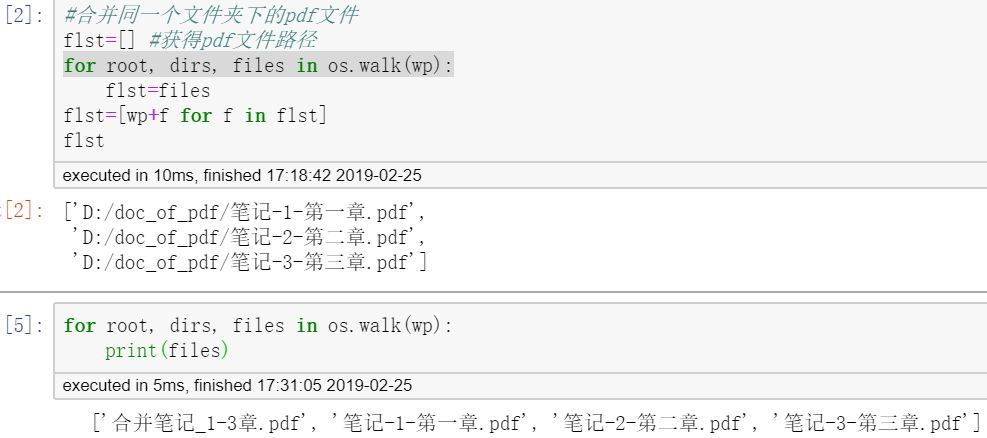 [2]:
#合并同一个文件夹下的pdf文件
flst=[] #获得pdf文件路径
for root, dirs, files in os.walk(wp):
    flst=files
flst=[wp+f for f in flst]
flst
executed in 10ms, finished 17:18:42 2019-02-25
t[2]:
['D:/doc_of_pdf/笔记-1-第一章.pdf',
 'D:/doc_of_pdf/笔记-2-第二章.pdf',
 'D:/doc_of_pdf/笔记-3-第三章.pdf']
[5]:
for root, dirs, files in os.walk(wp):
    print(files)
executed in 5ms, finished 17:31:05 2019-02-25
['合并笔记_1-3章.pdf', '笔记-1-第一章.pdf', '笔记-2-第二章.pdf', '笔记-3-第三章.pdf']